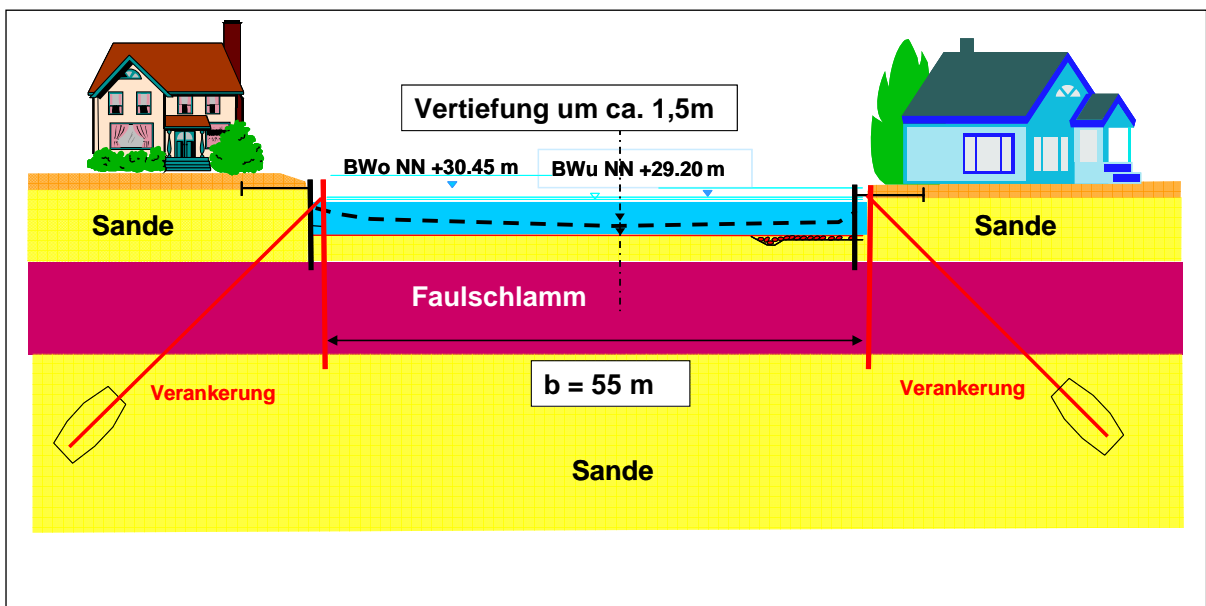 Vertiefung um ca. 1,5m
BWo NN +30.45 m
BWu NN +29.20 m
Sande
Sande
Faulschlamm
b = 55 m
Verankerung
Verankerung
Sande